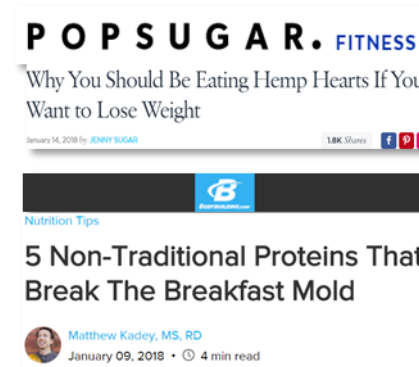 POPSUGAR. FITNESS
Why You Should Be Eating Hemp Hearts If You
Want to Lose Weight
January 14, 2018 by JENNY SUGAR 1.8K Shares
B
BODYBUILDING.com
Nutrition Tips
5 Non-Traditional Proteins That
Break The Breakfast Mold
Matthew Kadey, MS, RD
January 09, 2018 • 4 min read